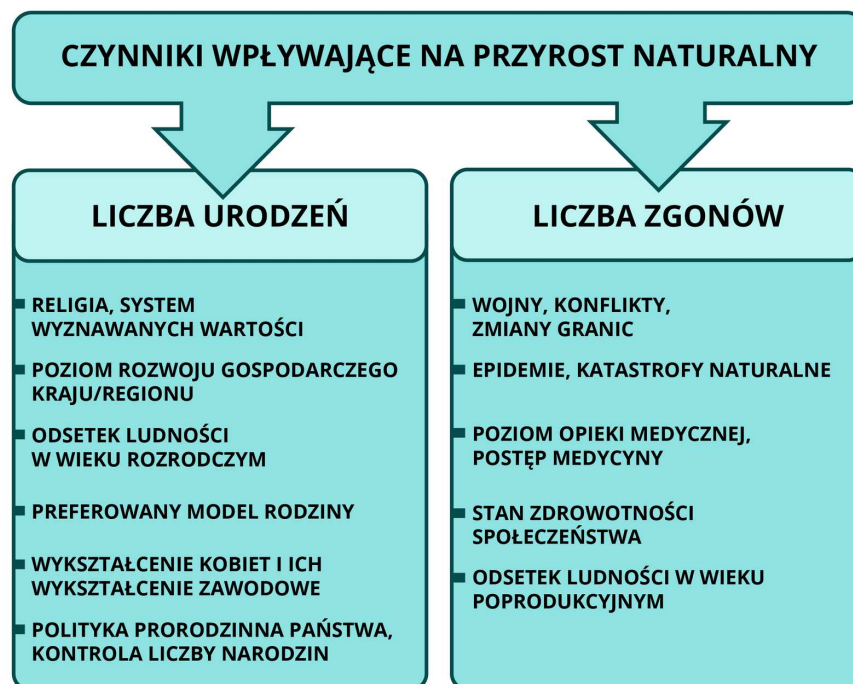 CZYNNIKI WPŁYWAJĄCE NA PRZYROST NATURALNY
LICZBA URODZEŃ
RELIGIA, SYSTEM
WYZNAWANYCH WARTOŚCI
POZIOM ROZWOJU GOSPODARCZEGO
KRAJU/REGIONU
ODSETEK LUDNOŚCI
W WIEKU ROZRODCZYM
PREFEROWANY MODEL RODZINY
WYKSZTAŁCENIE KOBIET I ICH
WYKSZTAŁCENIE ZAWODOWE
POLITYKA PRORODZINNA PAŃSTWA,
KONTROLA LICZBY NARODZIN
LICZBA ZGONÓW
WOJNY, KONFLIKTY,
ZMIANY GRANIC
EPIDEMIE, KATASTROFY NATURALNE
POZIOM OPIEKI MEDYCZNEJ,
POSTĘP MEDYCYNY
STAN ZDROWOTNOŚCI
SPOŁECZEŃSTWA
ODSETEK LUDNOŚCI W WIEKU
POPRODUKCYJNYM